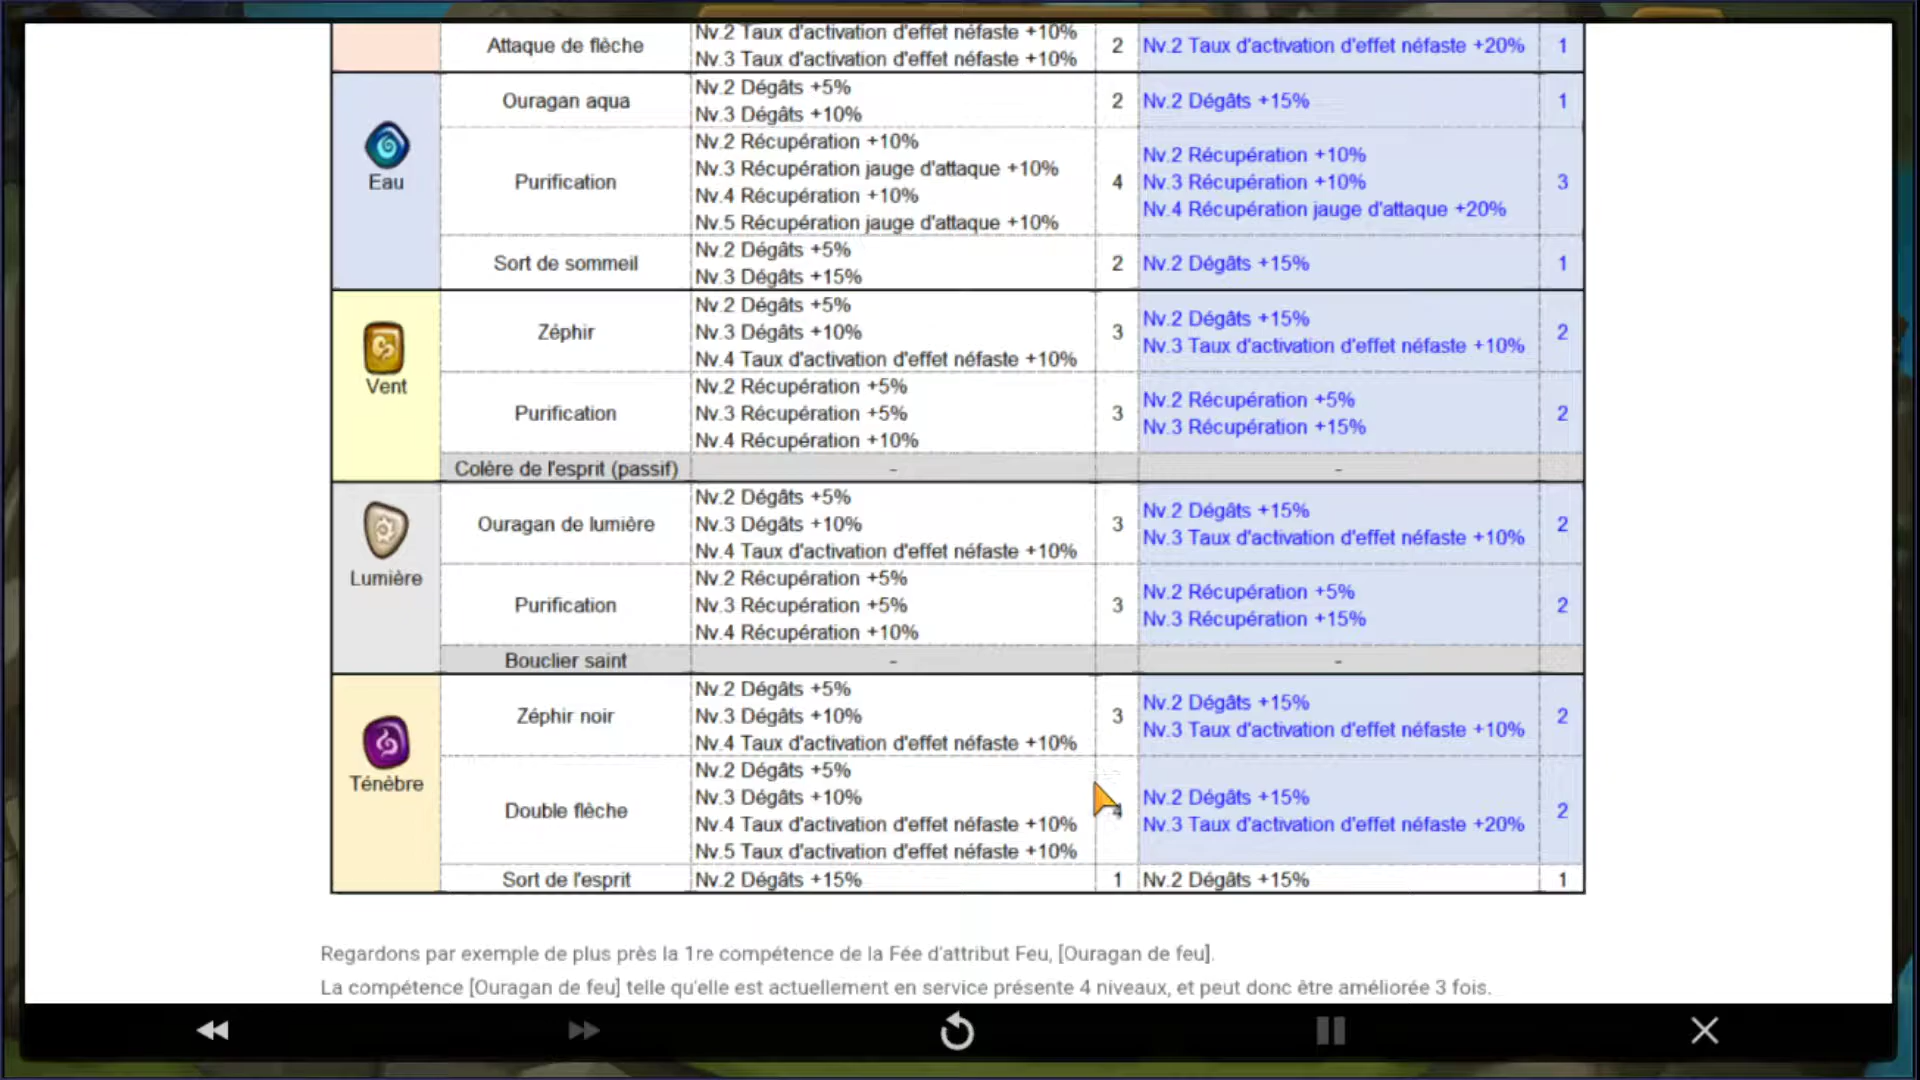 Attaque de flèche
Nv.2 Taux d'activation d'effet néfaste +10%
Nv.3 Taux d'activation d'effet néfaste +10%
2
Nv.2 Taux d'activation d'effet néfaste +20%
1
Eau
Ouragan aqua
Nv.2 Dégâts +5%
Nv.3 Dégâts +10%
2
Nv.2 Dégâts +15%
1
Purification
Nv.2 Récupération +10%
Nv.3 Récupération jauge d'attaque +10%
Nv.4 Récupération +10%
Nv.5 Récupération jauge d'attaque +10%
4
Nv.2 Récupération +10%
Nv.3 Récupération +10%
Nv.4 Récupération jauge d'attaque +20%
3
Sort de sommeil
Nv.2 Dégâts +5%
Nv.3 Dégâts +15%
2
Nv.2 Dégâts +15%
1
Vent
Zéphir
Nv.2 Dégâts +5%
Nv.3 Dégâts +10%
Nv.4 Taux d'activation d'effet néfaste +10%
3
Nv.2 Dégâts +15%
Nv.3 Taux d'activation d'effet néfaste +10%
2
Purification
Nv.2 Récupération +5%
Nv.3 Récupération +5%
Nv.4 Récupération +10%
3
Nv.2 Récupération +5%
Nv.3 Récupération +15%
2
Colère de l'esprit (passif)
-
-
Lumière
Ouragan de lumière
Nv.2 Dégâts +5%
Nv.3 Dégâts +10%
Nv.4 Taux d'activation d'effet néfaste +10%
3
Nv.2 Dégâts +15%
Nv.3 Taux d'activation d'effet néfaste +10%
2
Purification
Nv.2 Récupération +5%
Nv.3 Récupération +5%
Nv.4 Récupération +10%
3
Nv.2 Récupération +5%
Nv.3 Récupération +15%
2
Bouclier saint
-
-
Ténèbre
Zéphir noir
Nv.2 Dégâts +5%
Nv.3 Dégâts +10%
Nv.4 Taux d'activation d'effet néfaste +10%
3
Nv.2 Dégâts +15%
Nv.3 Taux d'activation d'effet néfaste +10%
2
Double flèche
Nv.2 Dégâts +5%
Nv.3 Dégâts +10%
Nv.4 Taux d'activation d'effet néfaste +10%
Nv.5 Taux d'activation d'effet néfaste +10%
4
Nv.2 Dégâts +15%
Nv.3 Taux d'activation d'effet néfaste +20%
2
Sort de l'esprit
Nv.2 Dégâts +15%
1
Nv.2 Dégâts +15%
1
Regardons par exemple de plus près la 1re compétence de la Fée d'attribut Feu, [Ouragan de feu].
La compétence [Ouragan de feu] telle qu'elle est actuellement en service présente 4 niveaux, et peut donc être améliorée 3 fois.